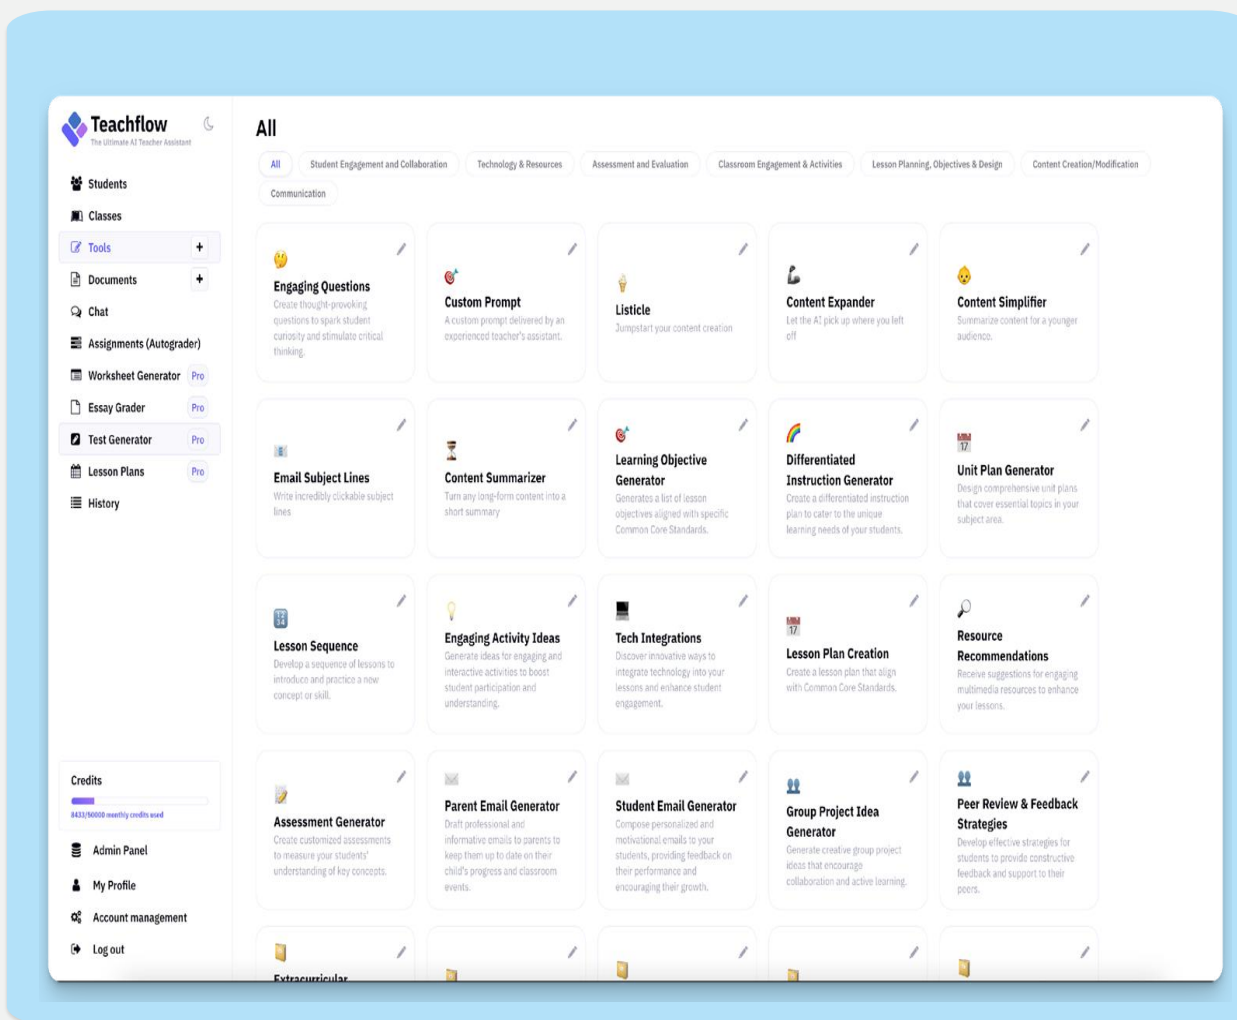 Teachflow
The Ultimate AI Teacher Assistant
Students
Classes
Tools
+
Documents
+
Chat
Assignments (Autograder)
Worksheet Generator Pro
Essay Grader Pro
Test Generator Pro
Lesson Plans Pro
History
Credits
8433/50000 monthly credits used
Admin Panel
My Profile
Account management
Log out
All
All Student Engagement and Collaboration Technology & Resources Assessment and Evaluation Classroom Engagement & Activities Lesson Planning, Objectives & Design Content Creation/Modification
Communication
Engaging Questions
Create thought-provoking
questions to spark student
curiosity and stimulate critical
thinking.
Custom Prompt
A custom prompt delivered by an
experienced teacher's assistant.
Listicle
Jumpstart your content creation
Content Expander
Let the AI pick up where you left
off
Content Simplifier
Summarize content for a younger
audience.
Email Subject Lines
Write incredibly clickable subject
lines
Content Summarizer
Turn any long-form content into a
short summary
Learning Objective
Generator
Generates a list of lesson
objectives aligned with specific
Common Core Standards.
Differentiated
Instruction Generator
Create a differentiated instruction
plan to cater to the unique
learning needs of your students.
17
Unit Plan Generator
Design comprehensive unit plans
that cover essential topics in your
subject area.
12
34
Lesson Sequence
Develop a sequence of lessons to
introduce and practice a new
concept or skill.
Engaging Activity Ideas
Generate ideas for engaging and
interactive activities to boost
student participation and
understanding.
Tech Integrations
Discover innovative ways to
integrate technology into your
lessons and enhance student
engagement.
17
Lesson Plan Creation
Create a lesson plan that align
with Common Core Standards.
Resource
Recommendations
Receive suggestions for engaging
multimedia resources to enhance
your lessons.
Assessment Generator
Create customized assessments
to measure your students'
understanding of key concepts.
Parent Email Generator
Draft professional and
informative emails to parents to
keep them up to date on their
child's progress and classroom
events.
Student Email Generator
Compose personalized and
motivational emails to your
students, providing feedback on
their performance and
encouraging their growth.
Group Project Idea
Generator
Generate creative group project
ideas that encourage
collaboration and active learning.
Peer Review & Feedback
Strategies
Develop effective strategies for
students to provide constructive
feedback and support to their
peers.
Extracurricular